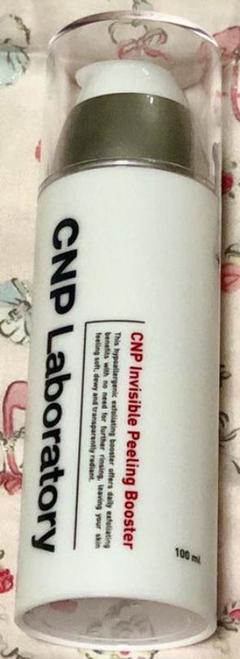 CNP Laboratory
CNP Invisible Peeling Booster
This hypoallergenic exfoliating booster offers daily exfoliating
benefits with no need for further rinsing, leaving your skin
feeling soft, dewy and transparently radiant.
100 ml